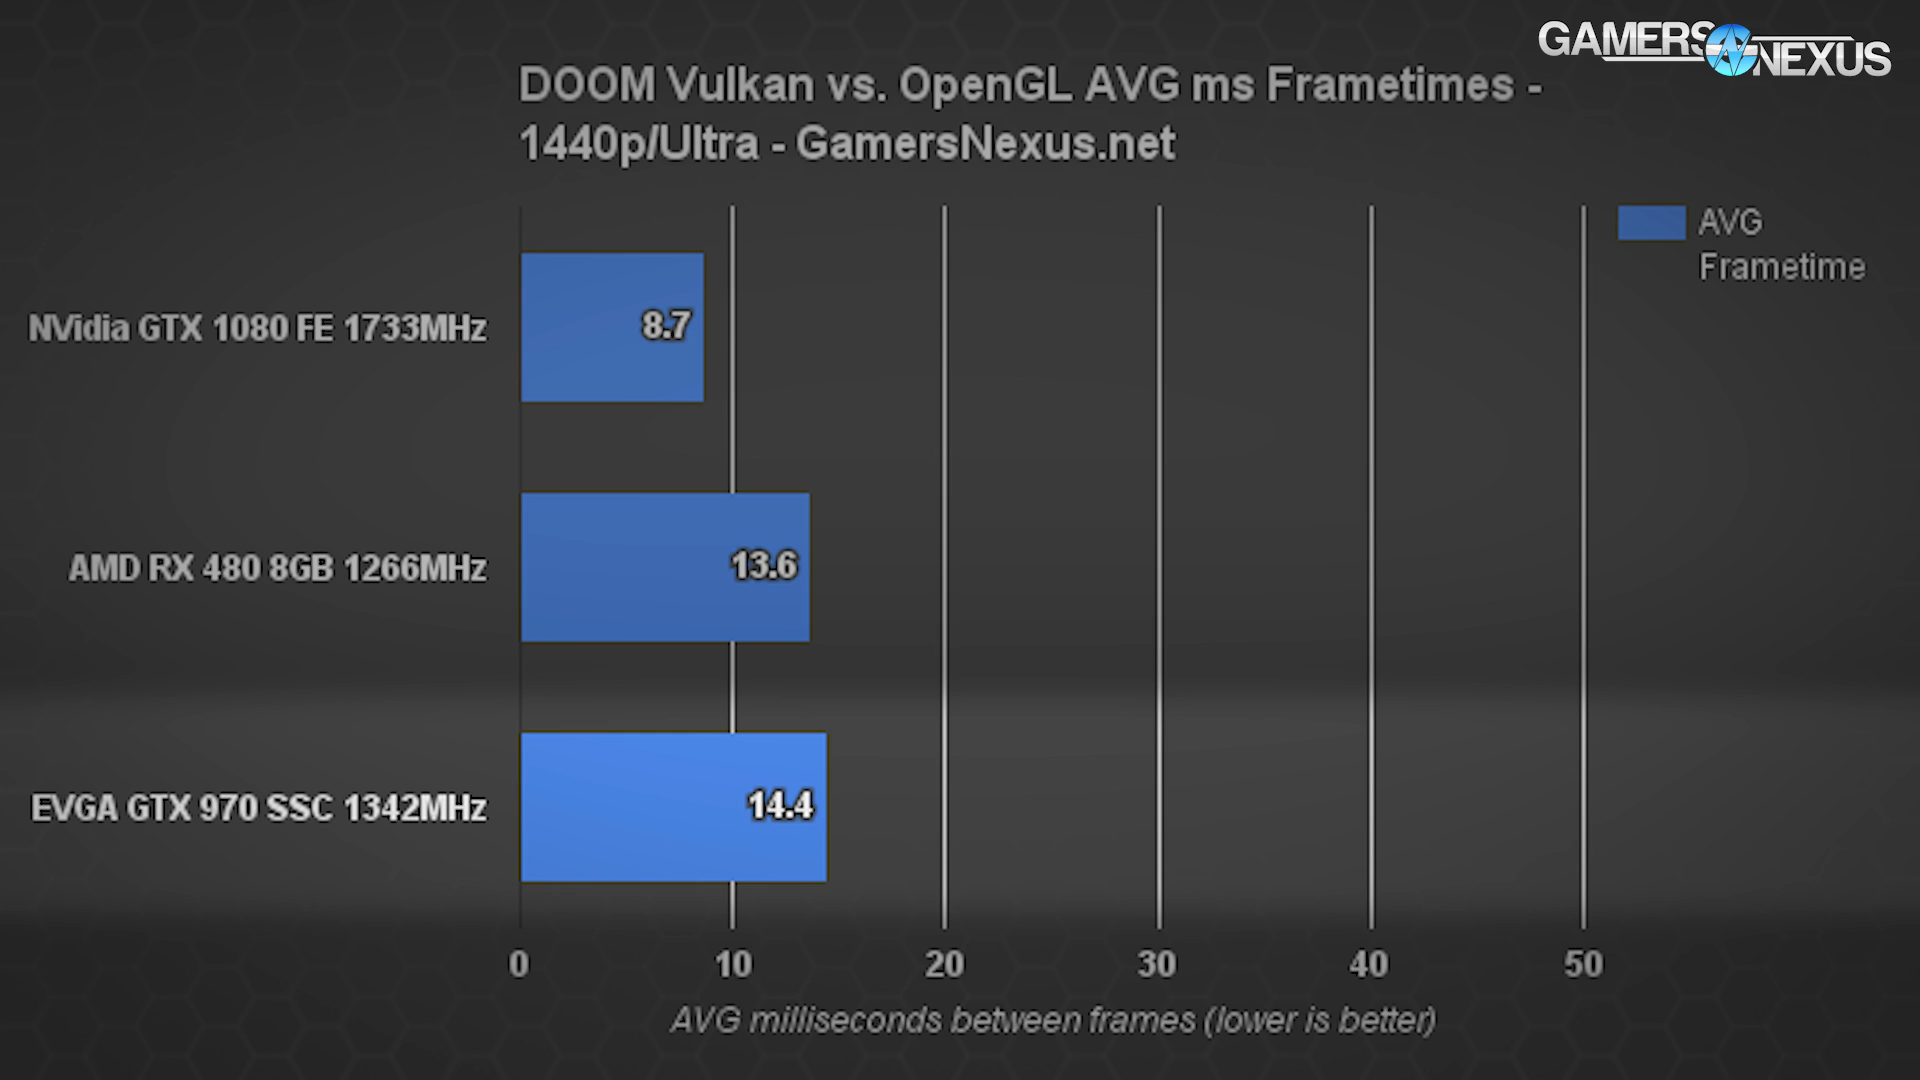 GAMERS NEXUS
DOOM Vulkan vs. OpenGL AVG ms Frametimes -
1440p/Ultra - GamersNexus.net
AVG
Frametime
NVidia GTX 1080 FE 1733MHz
8.7
AMD RX 480 8GB 1266MHz
13.6
EVGA GTX 970 SSC 1342MHz
14.4
0 10 20 30 40 50
AVG milliseconds between frames (lower is better)